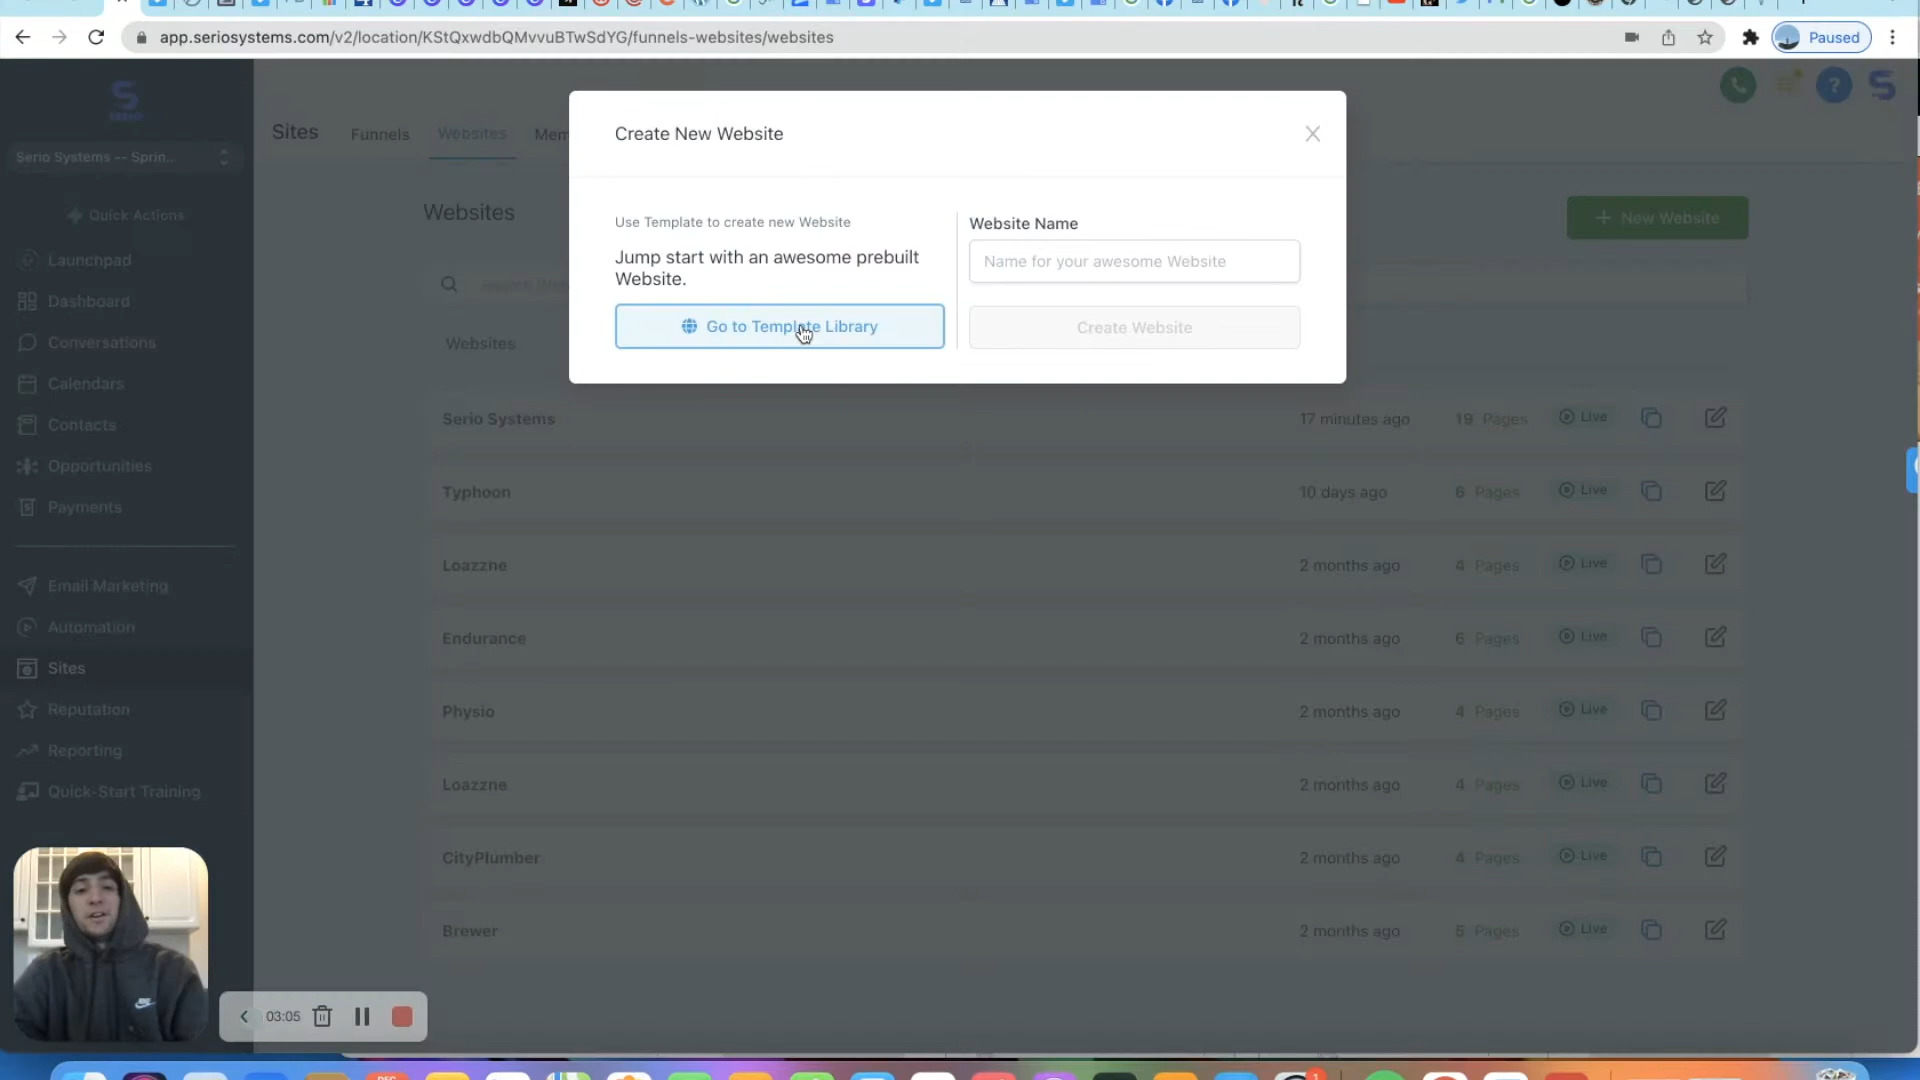 app.seriosystems.com/v2/location/KStQxwdbQMvvuBTwSdYG/funnels-websites/websites
Paused
Serio Systems -- Sprin..
Quick Actions
Launchpad
Dashboard
Conversations
Calendars
Contacts
Opportunities
Payments
Email Marketing
Automation
Sites
Reputation
Reporting
Quick-Start Training
Sites Funnels Websites Mem
Websites
+ New Website
Websites
Create New Website
Use Template to create new Website
Jump start with an awesome prebuilt
Website.
Go to Template Library
Website Name
Name for your awesome Website
Create Website
Serio Systems 17 minutes ago 19 Pages Live
Typhoon 10 days ago 6 Pages Live
Loazzne 2 months ago 4 Pages Live
Endurance 2 months ago 6 Pages Live
Physio 2 months ago 4 Pages Live
Loazzne 2 months ago 4 Pages Live
CityPlumber 2 months ago 4 Pages Live
Brewer 2 months ago 5 Pages Live
03:05